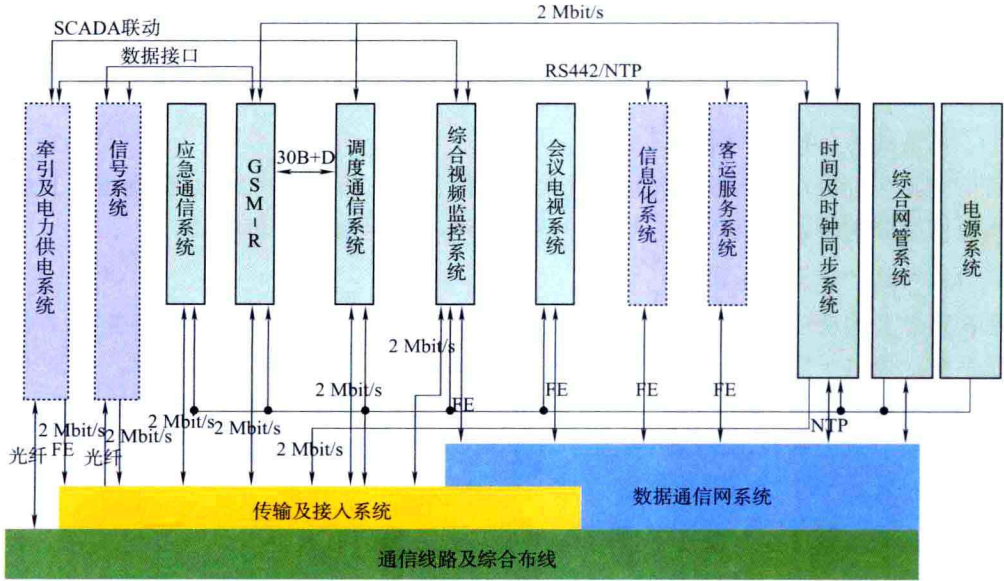 2 Mbit/s
SCADA联动
数据接口
RS442/NTP
牵引及电力供电系统
信号系统
应急通信系统
GSM-R
30B+D
调度通信系统
综合视频监控系统
会议电视系统
信息化系统
客运服务系统
时间及时钟同步系统
综合网管系统
电源系统
2 Mbit/s
2 Mbit/s
FE
FE
FE
FE
2 Mbit/s
2 Mbit/s
2 Mbit/s
2 Mbit/s
NTP
光纤
FE
光纤
2 Mbit/s
传输及接入系统
数据通信网系统
通信线路及综合布线